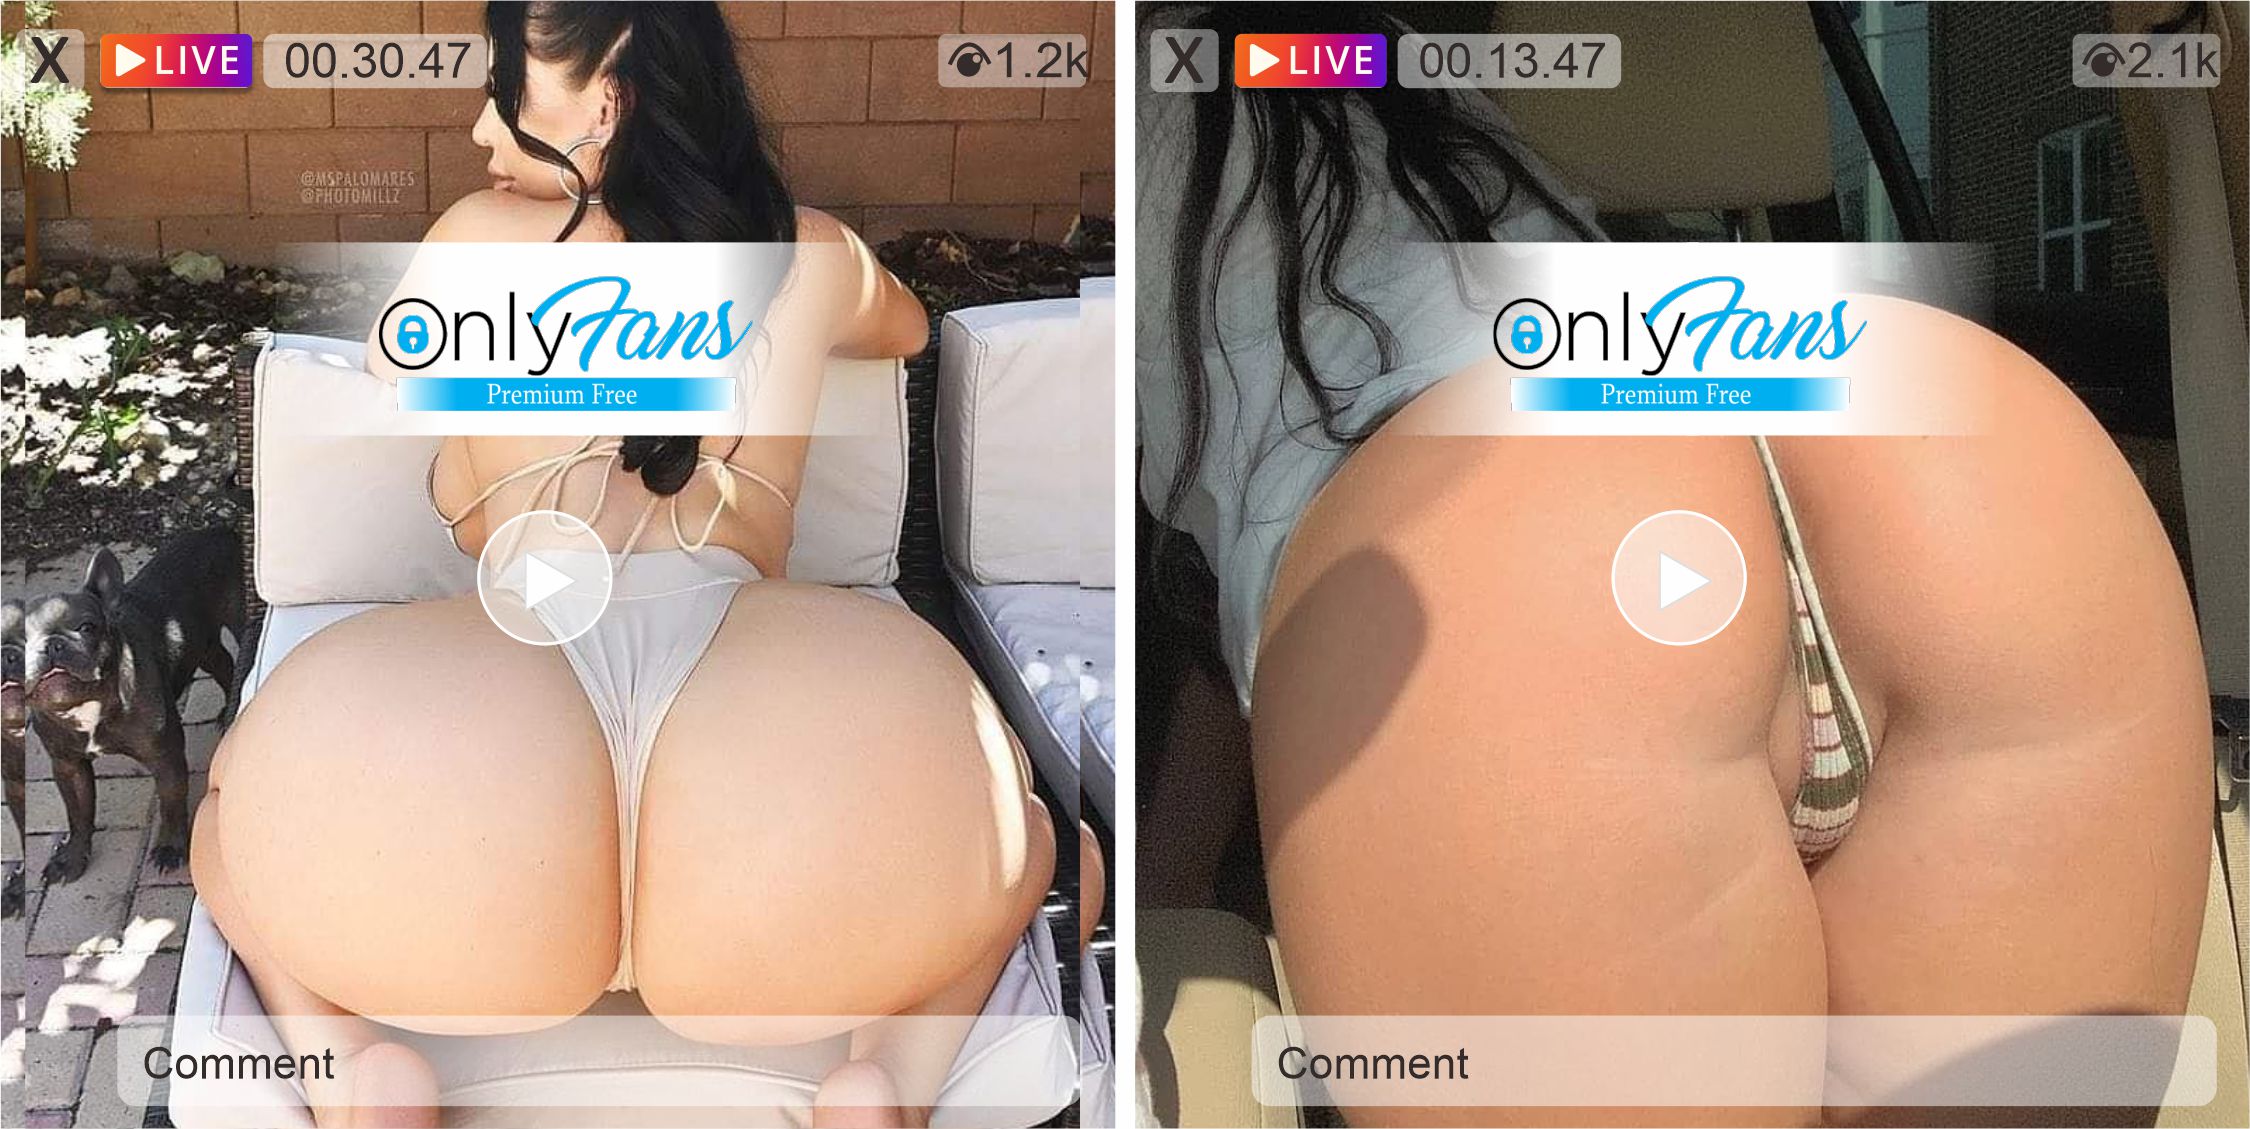 X
LIVE
00.30.47
1.2k
@MSPALOMARES
@PHOTOMILLZ
OnlyFans
Premium Free
Comment
X
LIVE
00.13.47
2.1k
OnlyFans
Premium Free
Comment